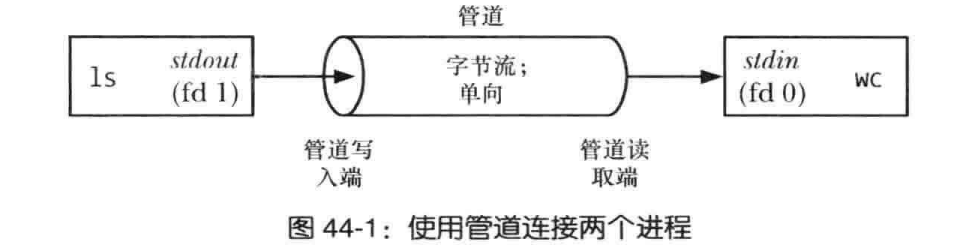 管道
ls
stdout
(fd 1)
字节流；
单向
stdin
(fd 0)
wc
管道写
入端
管道读
取端
图 44-1：使用管道连接两个进程